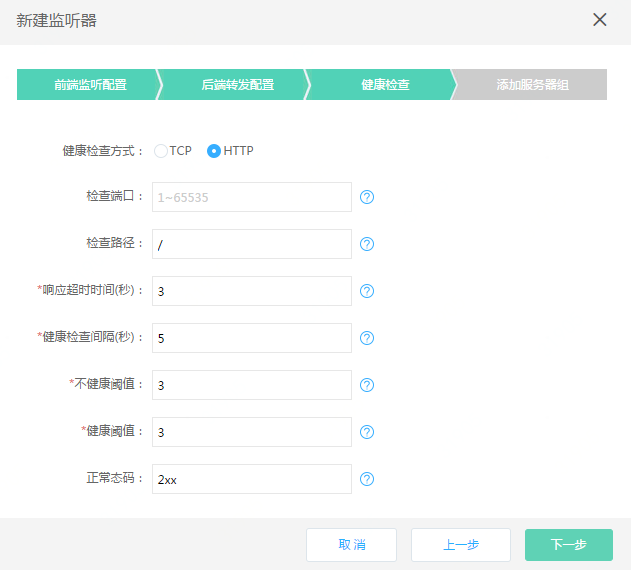 新建监听器
前端监听配置 后端转发配置 健康检查 添加服务器组
健康检查方式： TCP HTTP
检查端口： 1~65535 ?
检查路径： / ?
*响应超时时间(秒)： 3 ?
*健康检查间隔(秒)： 5 ?
*不健康阈值： 3 ?
*健康阈值： 3 ?
正常态码： 2xx ?
取 消 上一步 下一步